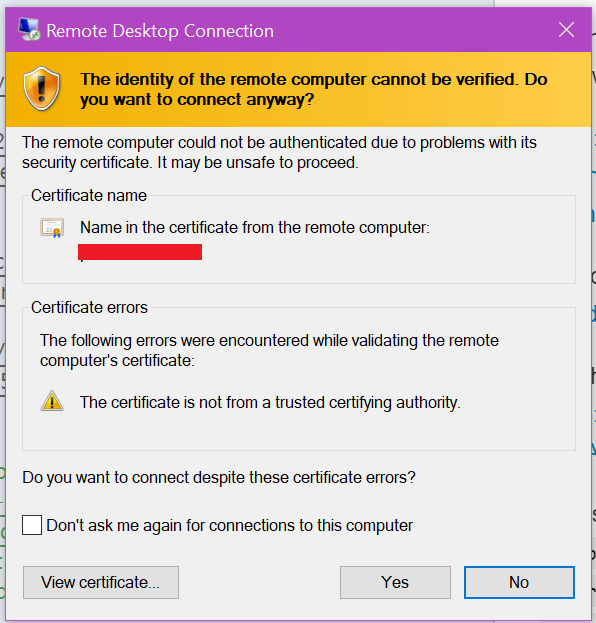 Remote Desktop Connection
The identity of the remote computer cannot be verified. Do
you want to connect anyway?
The remote computer could not be authenticated due to problems with its
security certificate. It may be unsafe to proceed.
Certificate name
Name in the certificate from the remote computer:
Certificate errors
The following errors were encountered while validating the remote
computer's certificate:
The certificate is not from a trusted certifying authority.
Do you want to connect despite these certificate errors?
Don't ask me again for connections to this computer
View certificate...
Yes
No